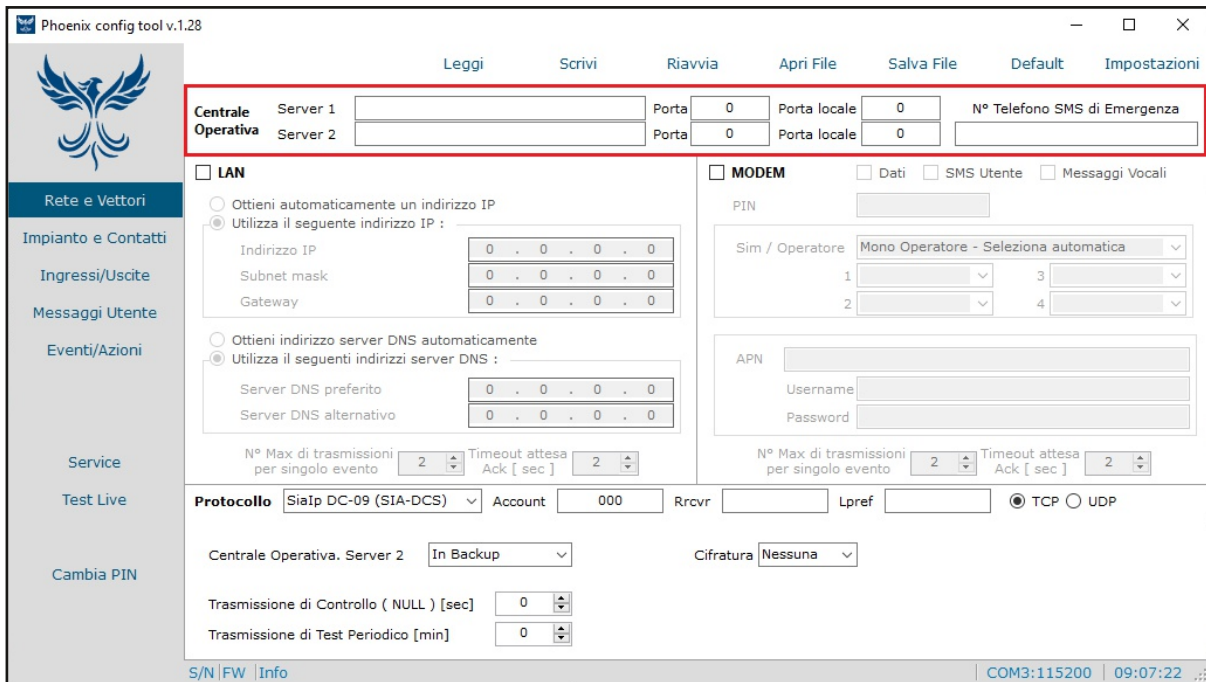 Phoenix config tool v.1.28
Leggi Scrivi Riavvia Apri File Salva File Default Impostazioni
Centrale Operativa
Server 1 Porta 0 Porta locale 0 N° Telefono SMS di Emergenza
Server 2 Porta 0 Porta locale 0
Rete e Vettori
Impianto e Contatti
Ingressi/Uscite
Messaggi Utente
Eventi/Azioni
Service
Test Live
Cambia PIN
LAN
Ottieni automaticamente un indirizzo IP
Utilizza il seguente indirizzo IP :
Indirizzo IP 0 . 0 . 0 . 0
Subnet mask 0 . 0 . 0 . 0
Gateway 0 . 0 . 0 . 0
Ottieni indirizzo server DNS automaticamente
Utilizza il seguenti indirizzi server DNS :
Server DNS preferito 0 . 0 . 0 . 0
Server DNS alternativo 0 . 0 . 0 . 0
N° Max di trasmissioni per singolo evento 2 Timeout attesa Ack [ sec ] 2
MODEM Dati SMS Utente Messaggi Vocali
PIN
Sim / Operatore Mono Operatore - Seleziona automatica
1 3
2 4
APN
Username
Password
N° Max di trasmissioni per singolo evento 2 Timeout attesa Ack [ sec ] 2
Protocollo SiaIp DC-09 (SIA-DCS) Account 000 Rrcvr Lpref TCP UDP
Centrale Operativa. Server 2 In Backup Cifratura Nessuna
Trasmissione di Controllo ( NULL ) [sec] 0
Trasmissione di Test Periodico [min] 0
S/N FW Info COM3:115200 09:07:22